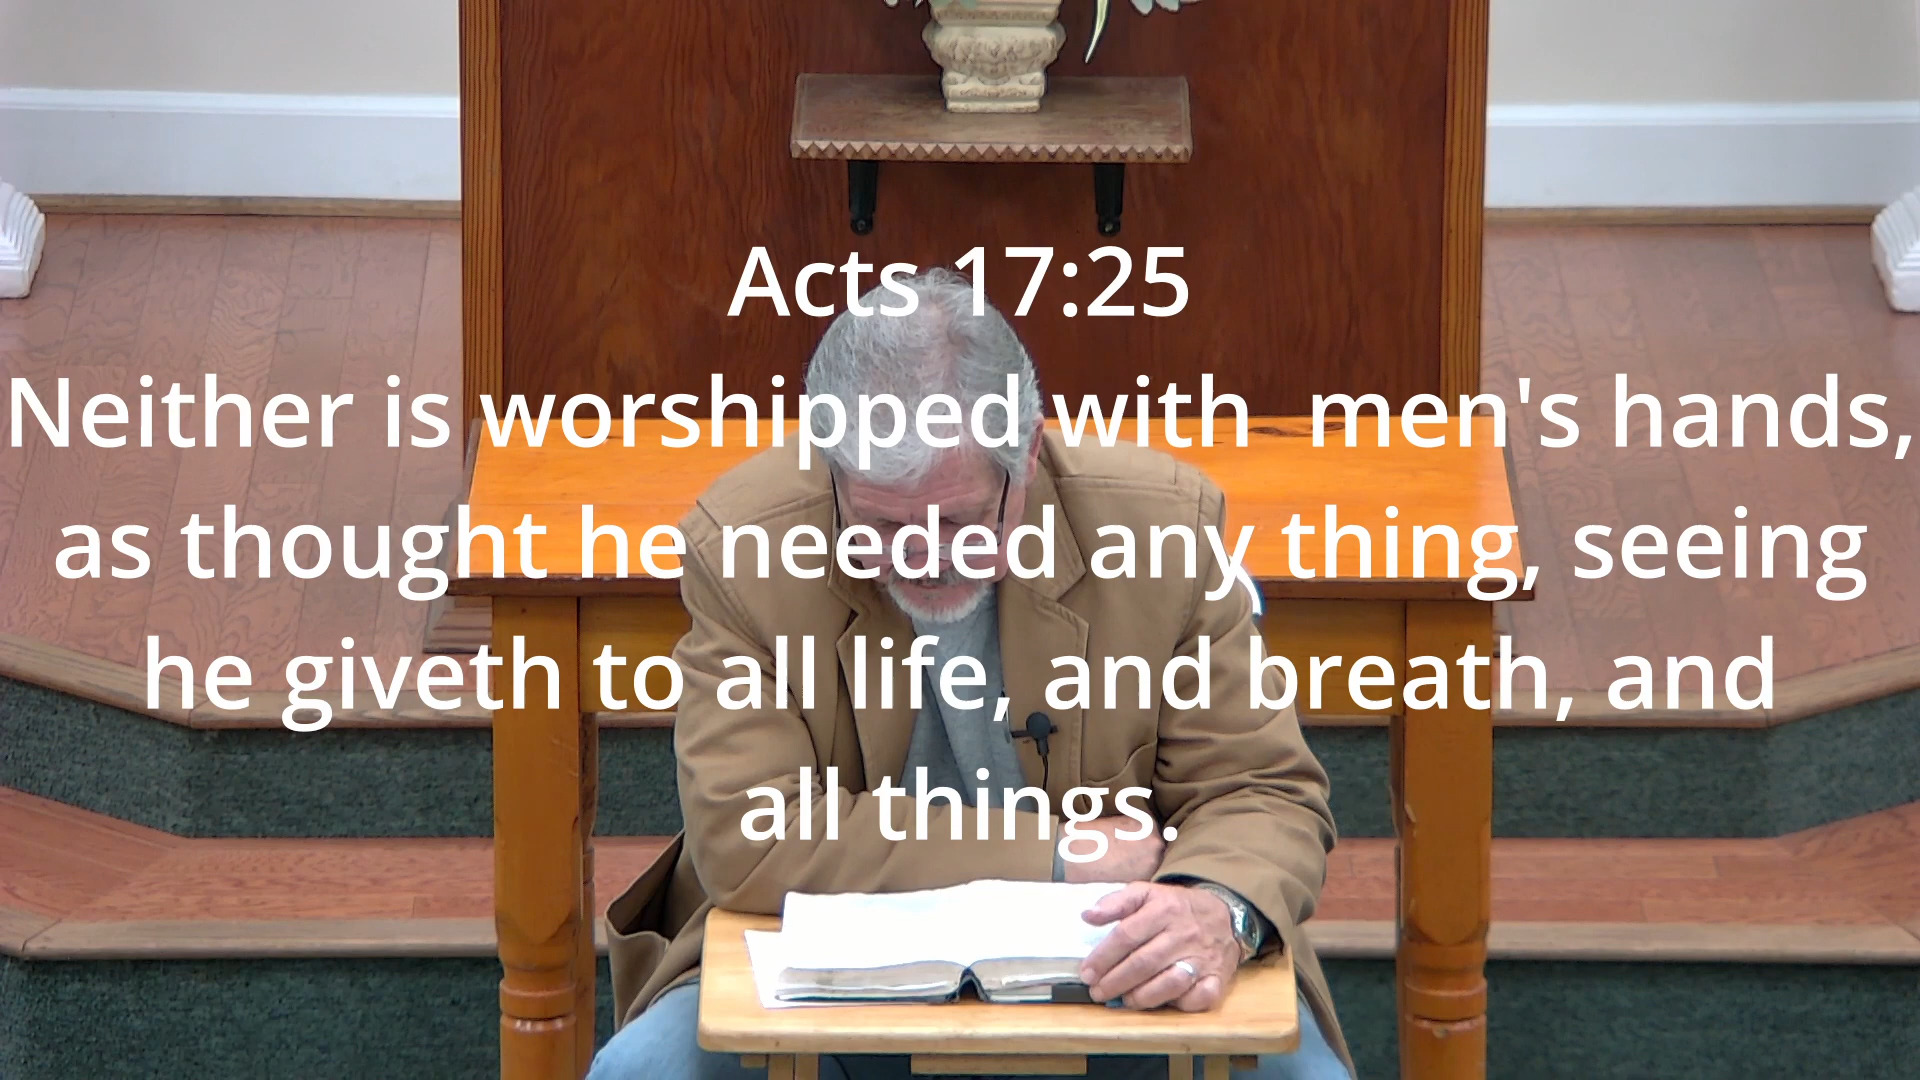 Acts 17:25
Neither is worshipped with  men's hands,
as thought he needed any thing, seeing
he giveth to all life, and breath, and
all things.